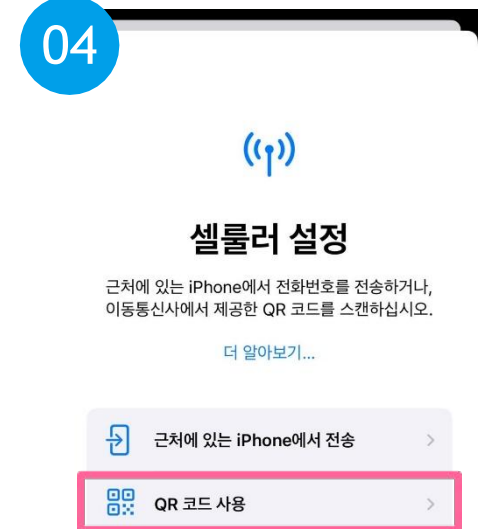 04
셀룰러 설정
근처에 있는 iPhone에서 전화번호를 전송하거나,
이동통신사에서 제공한 QR 코드를 스캔하십시오.
더 알아보기...
근처에 있는 iPhone에서 전송
QR 코드 사용